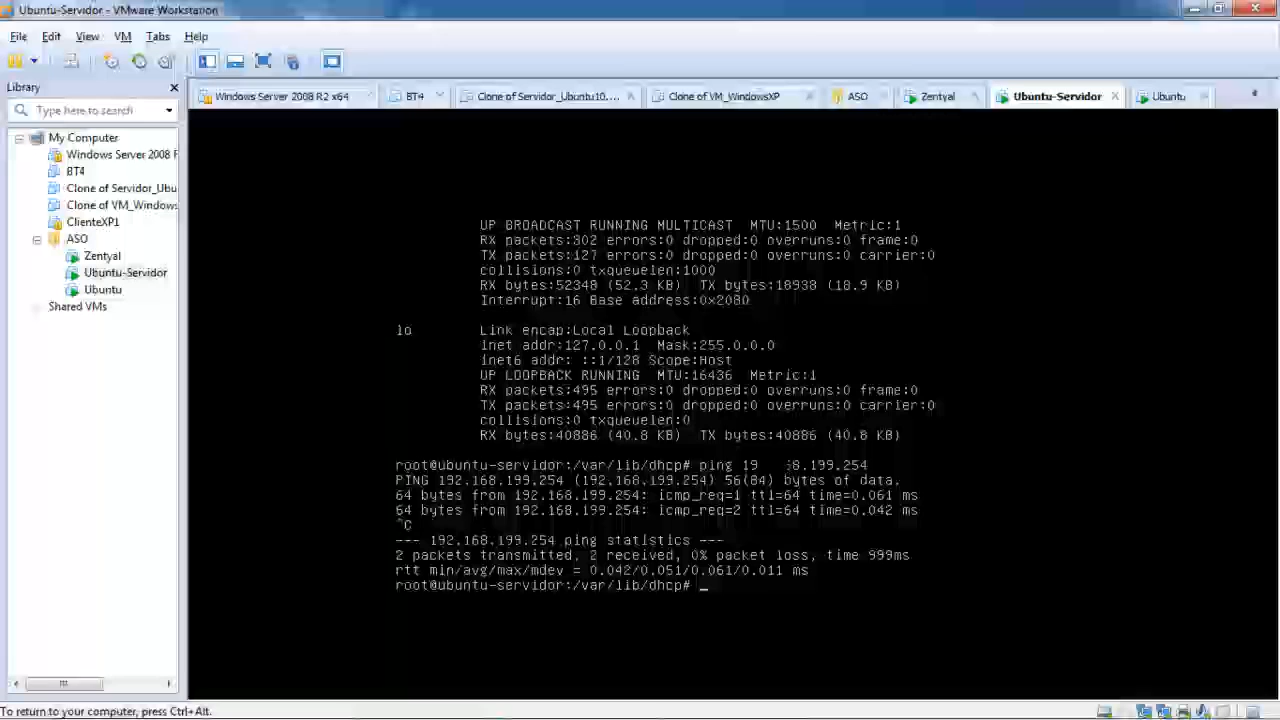 Ubuntu-Servidor - VMware Workstation
File Edit View VM Tabs Help
Library
Type here to search
My Computer
Windows Server 2008 F
BT4
Clone of Servidor_Ubu
Clone of VM_Windows
ClienteXP1
ASO
Zentyal
Ubuntu-Servidor
Ubuntu
Shared VMs
Windows Server 2008 R2 x64 BT4 Clone of Servidor_Ubuntu10.... Clone of VM_WindowsXP ASO Zentyal Ubuntu-Servidor Ubuntu
UP BROADCAST RUNNING MULTICAST MTU:1500 Metric:1
RX packets:302 errors:0 dropped:0 overruns:0 frame:0
TX packets:127 errors:0 dropped:0 overruns:0 carrier:0
collisions:0 txqueuelen:1000
RX bytes:52348 (52.3 KB) TX bytes:18938 (18.9 KB)
Interrupt:16 Base address:0x2080
lo Link encap:Local Loopback
inet addr:127.0.0.1 Mask:255.0.0.0
inet6 addr: ::1/128 Scope:Host
UP LOOPBACK RUNNING MTU:16436 Metric:1
RX packets:495 errors:0 dropped:0 overruns:0 frame:0
TX packets:495 errors:0 dropped:0 overruns:0 carrier:0
collisions:0 txqueuelen:0
RX bytes:40886 (40.8 KB) TX bytes:40886 (40.8 KB)
root@ubuntu-servidor:/var/lib/dhcp# ping 19 8.199.254
PING 192.168.199.254 (192.168.199.254) 56(84) bytes of data.
64 bytes from 192.168.199.254: icmp_req=1 ttl=64 time=0.061 ms
64 bytes from 192.168.199.254: icmp_req=2 ttl=64 time=0.042 ms
^C
--- 192.168.199.254 ping statistics ---
2 packets transmitted, 2 received, 0% packet loss, time 999ms
rtt min/avg/max/mdev = 0.042/0.051/0.061/0.011 ms
root@ubuntu-servidor:/var/lib/dhcp# _
To return to your computer, press Ctrl+Alt.